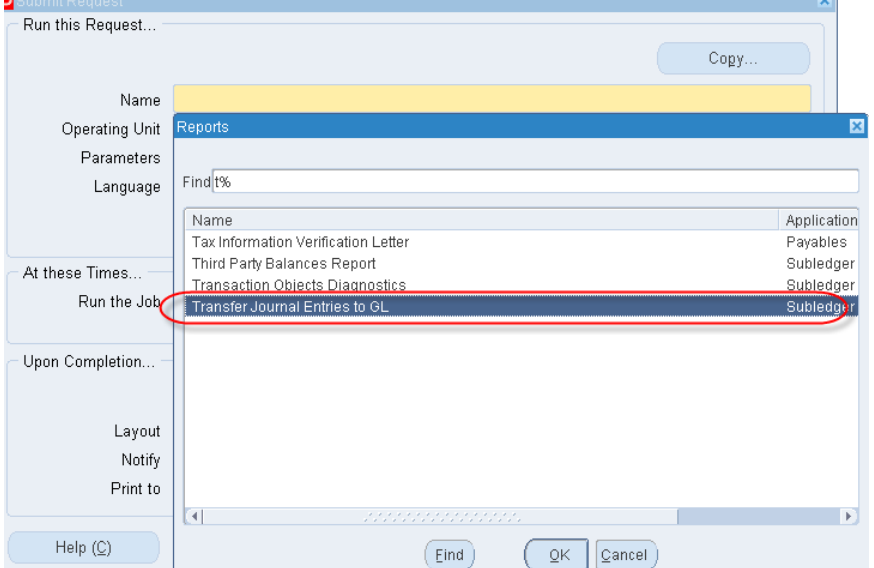 Submit Request
Run this Request...
Copy...
Name
Operating Unit
Parameters
Language
Reports
Find t%
Name Application
Tax Information Verification Letter Payables
Third Party Balances Report Subledger
Transaction Objects Diagnostics Subledger
Transfer Journal Entries to GL Subledger
At these Times...
Run the Job
Upon Completion...
Layout
Notify
Print to
Help (C)
Find
OK
Cancel